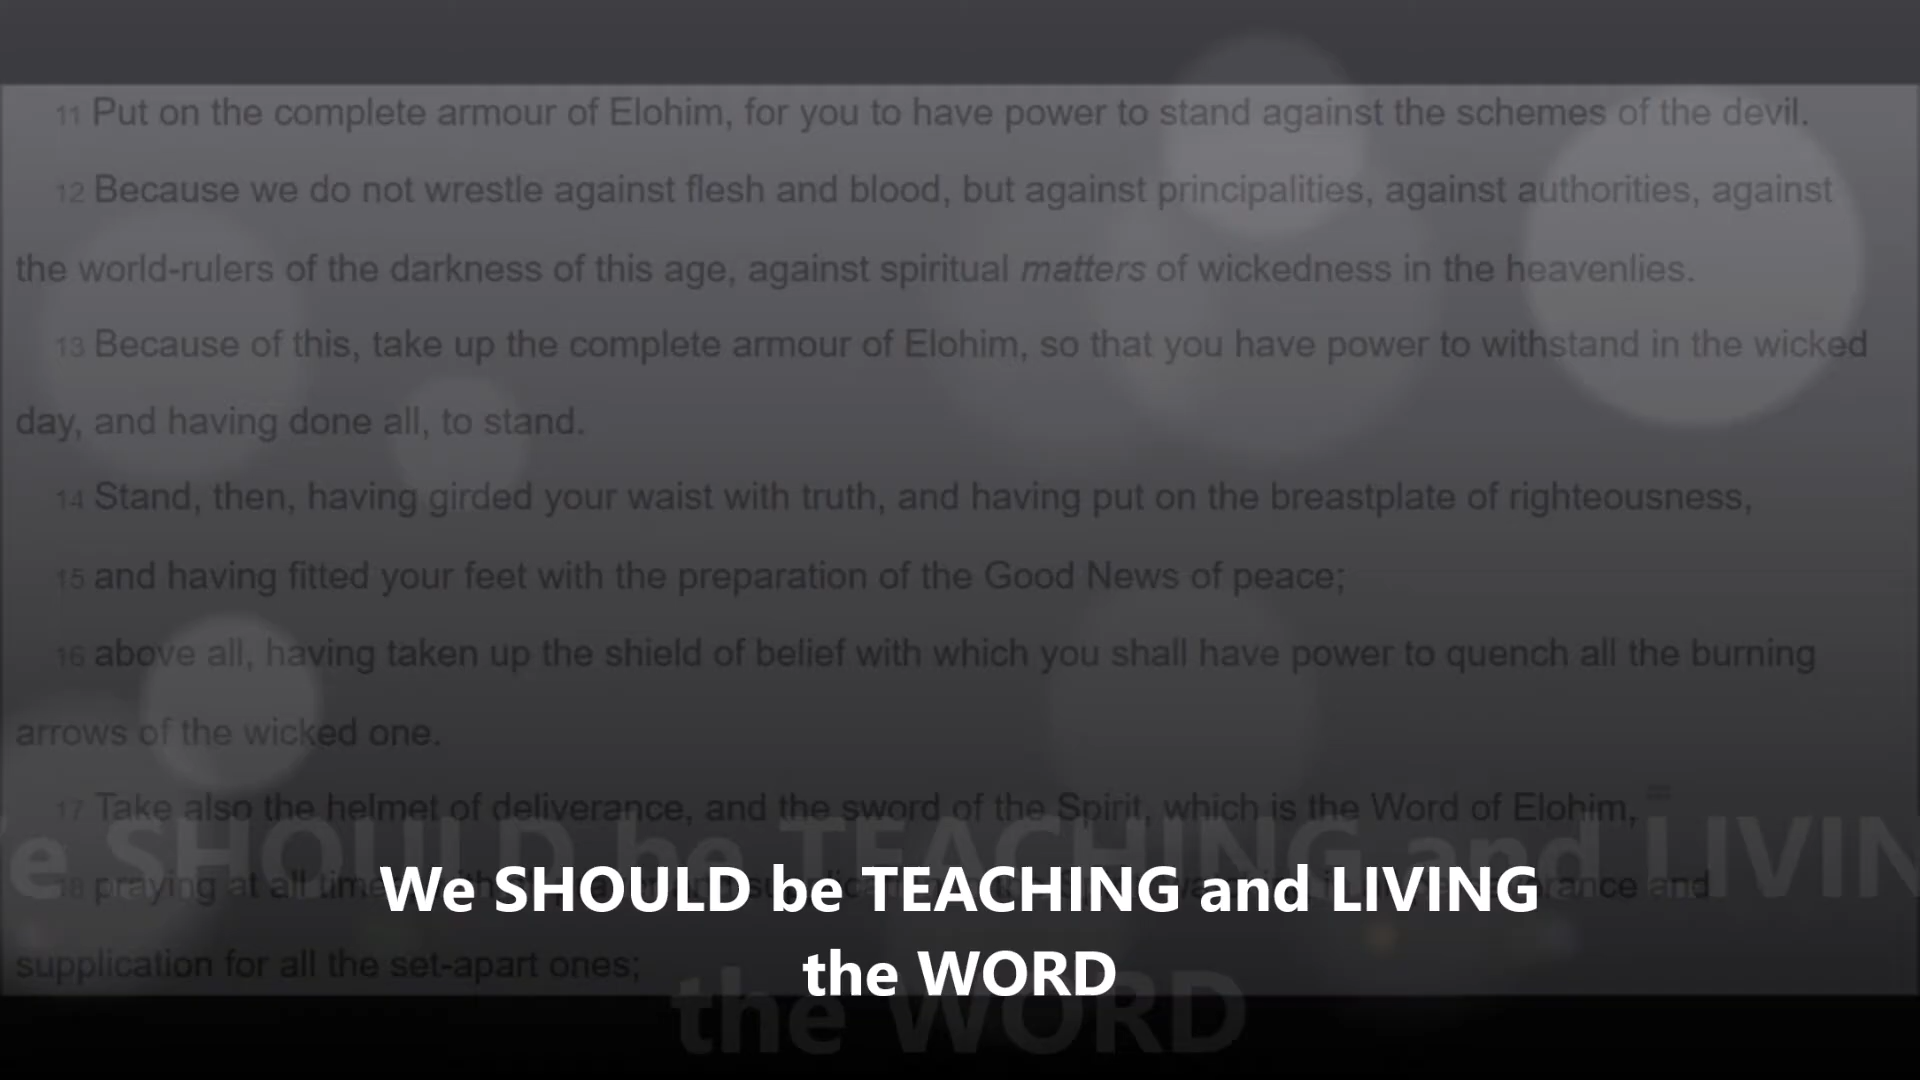 11 Put on the complete armour of Elohim, for you to have power to stand against the schemes of the devil.
12 Because we do not wrestle against flesh and blood, but against principalities, against authorities, against
the world-rulers of the darkness of this age, against spiritual matters of wickedness in the heavenlies.
13 Because of this, take up the complete armour of Elohim, so that you have power to withstand in the wicked
day, and having done all, to stand.
14 Stand, then, having girded your waist with truth, and having put on the breastplate of righteousness,
15 and having fitted your feet with the preparation of the Good News of peace;
16 above all, having taken up the shield of belief with which you shall have power to quench all the burning
arrows of the wicked one.
17 Take also the helmet of deliverance, and the sword of the Spirit, which is the Word of Elohim,
18 praying at all and
supplication for all the set-apart ones;
We SHOULD be TEACHING and LIVING
the WORD
SHOULD be TEACHING and
the WORD